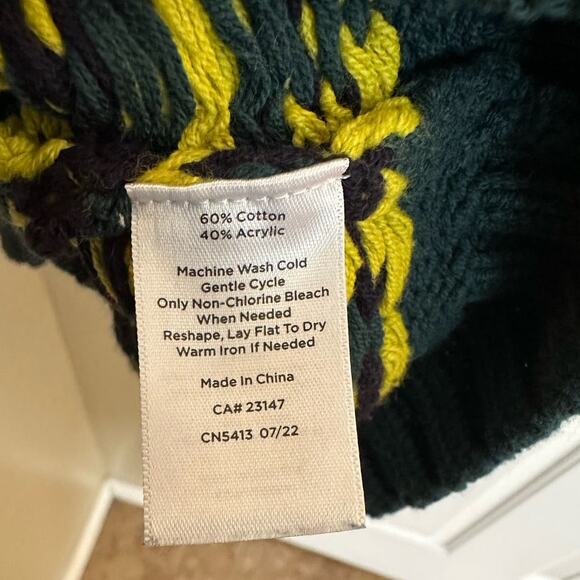 60% Cotton
40% Acrylic
Machine Wash Cold
Gentle Cycle
Only Non-Chlorine Bleach
When Needed
Reshape, Lay Flat To Dry
Warm Iron If Needed
Made In China
CA# 23147
CN5413 07/22